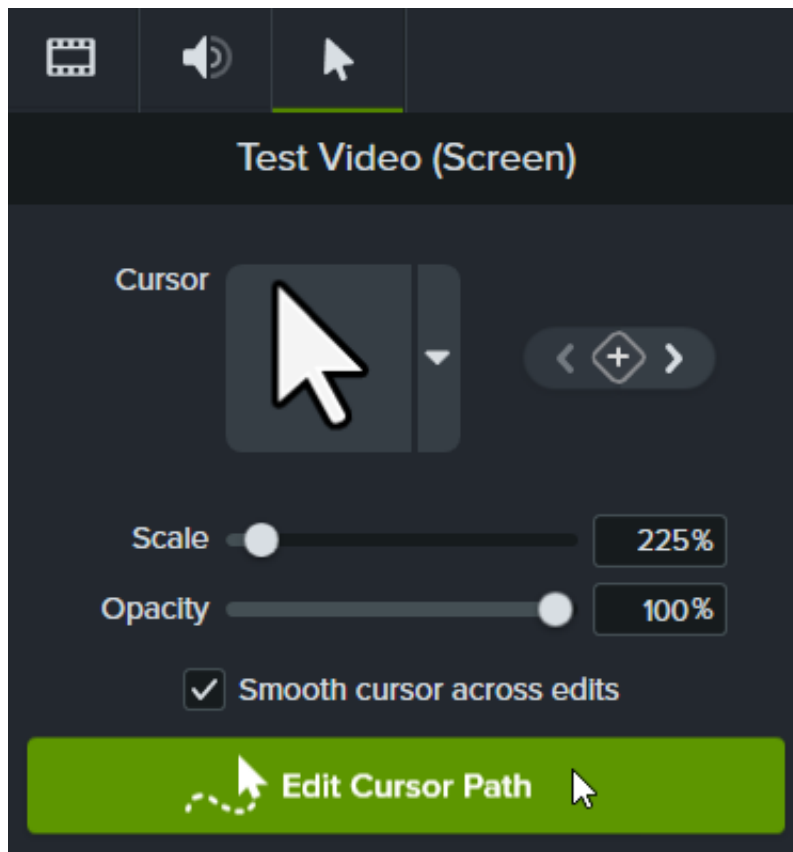 Test Video (Screen)
Cursor
Scale 225%
Opacity 100%
Smooth cursor across edits
Edit Cursor Path